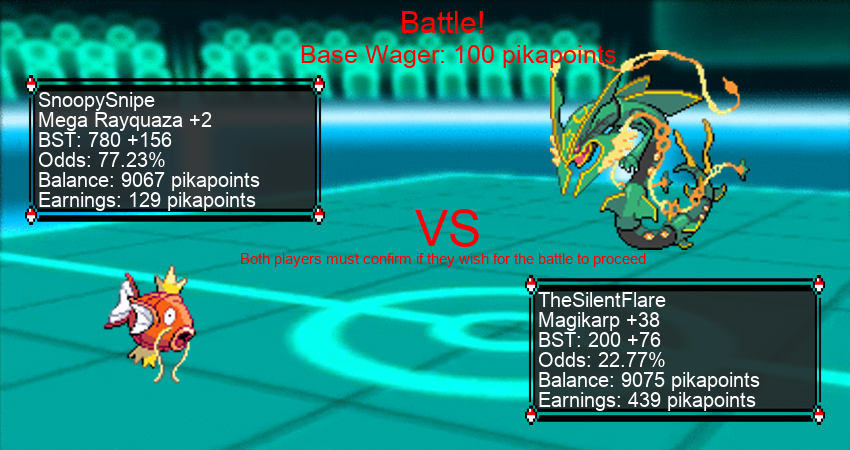 Battle!
Base Wager: 100 pikapoints
SnoopySnipe
Mega Rayquaza +2
BST: 780 +156
Odds: 77.23%
Balance: 9067 pikapoints
Earnings: 129 pikapoints
VS
Both players must confirm if they wish for the battle to proceed
TheSilentFlare
Magikarp +38
BST: 200 +76
Odds: 22.77%
Balance: 9075 pikapoints
Earnings: 439 pikapoints